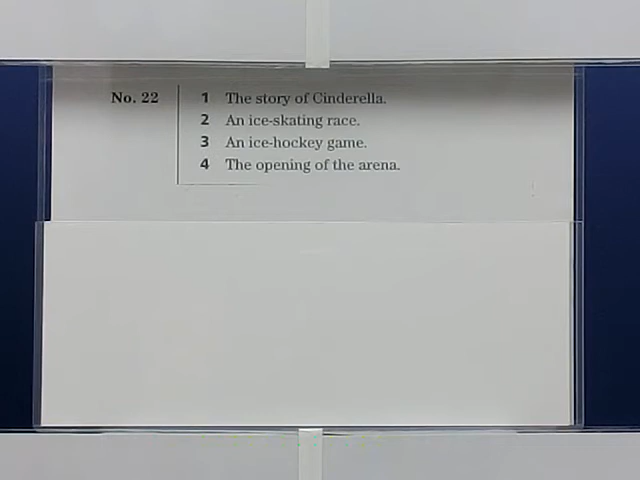 No. 22 1 The story of Cinderella.
2 An ice-skating race.
3 An ice-hockey game.
4 The opening of the arena.